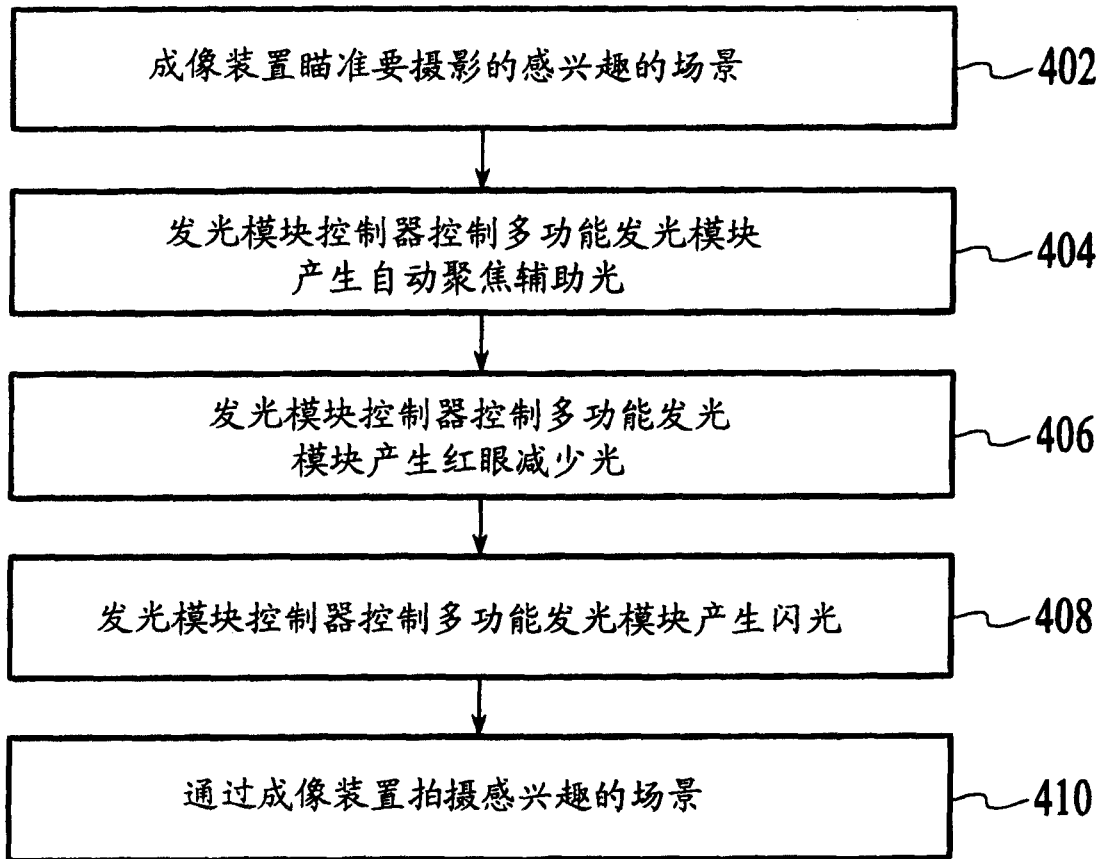 成像装置瞄准要摄影的感兴趣的场景
402
发光模块控制器控制多功能发光模块
产生自动聚焦辅助光
404
发光模块控制器控制多功能发光
模块产生红眼减少光
406
发光模块控制器控制多功能发光模块产生闪光
408
通过成像装置拍摄感兴趣的场景
410